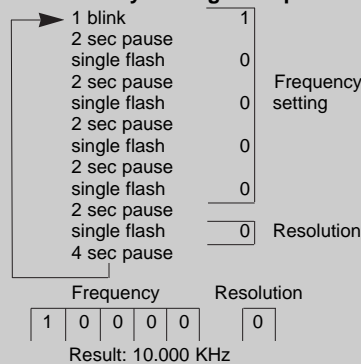 1 blink 1
2 sec pause
single flash 0
2 sec pause Frequency
single flash 0 setting
2 sec pause
single flash 0
2 sec pause
single flash 0
2 sec pause
single flash 0 Resolution
4 sec pause
Frequency Resolution
1 0 0 0 0 0
Result: 10.000 KHz